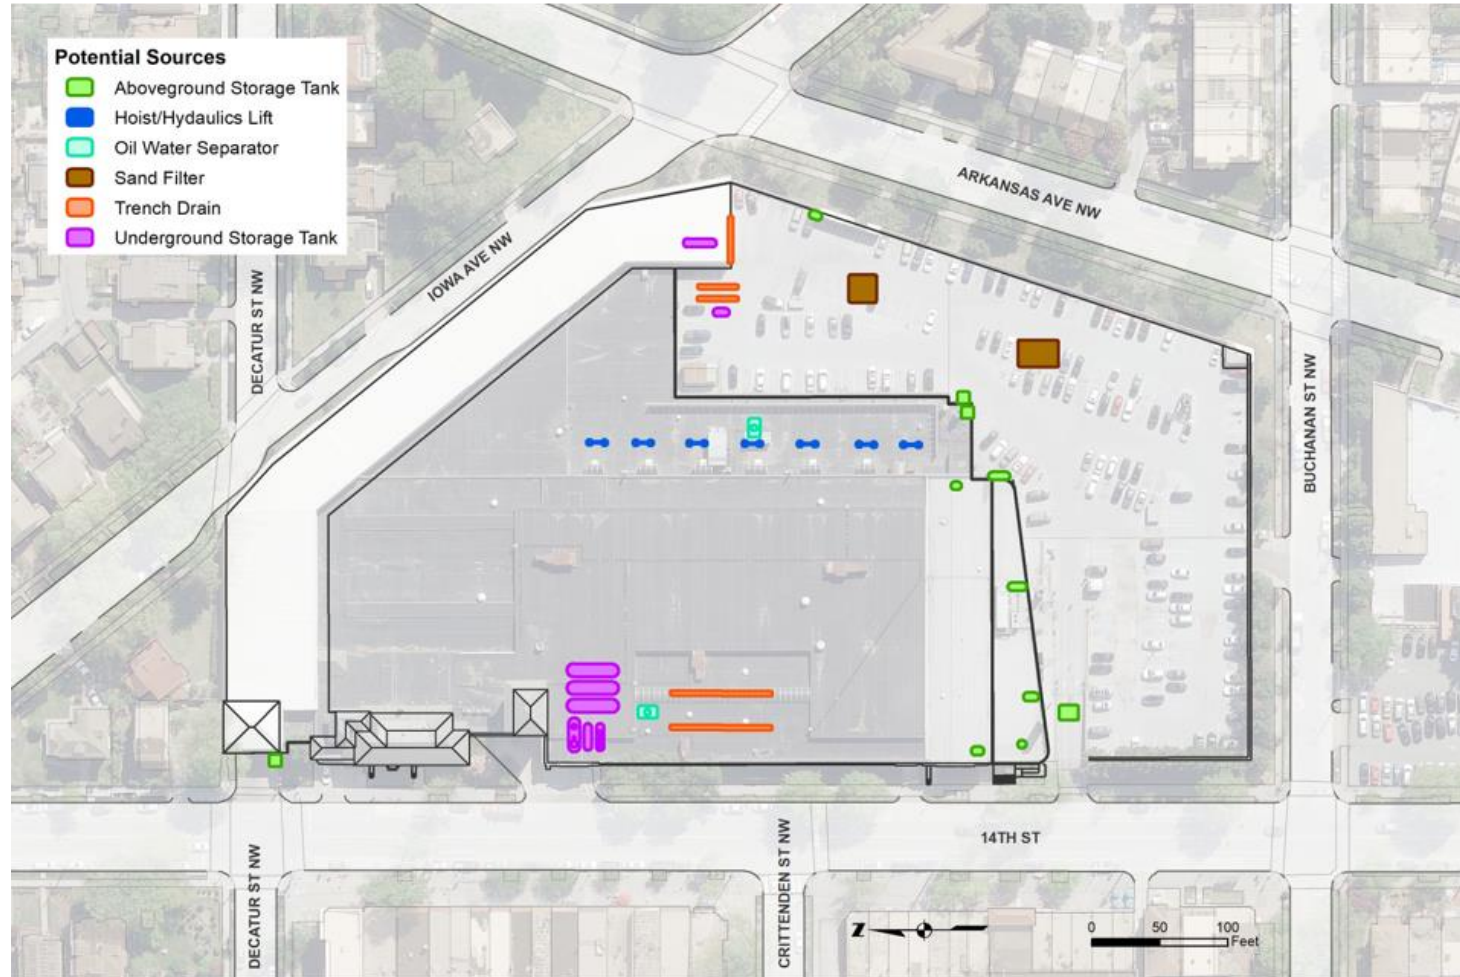 Potential Sources
Aboveground Storage Tank
Hoist/Hydaulics Lift
Oil Water Separator
Sand Filter
Trench Drain
Underground Storage Tank
ARKANSAS AVE NW
IOWA AVE NW
DECATUR ST NW
BUCHANAN ST NW
14TH ST
DECATUR ST NW
CRITTENDEN ST NW
Z
0 50 100
Feet